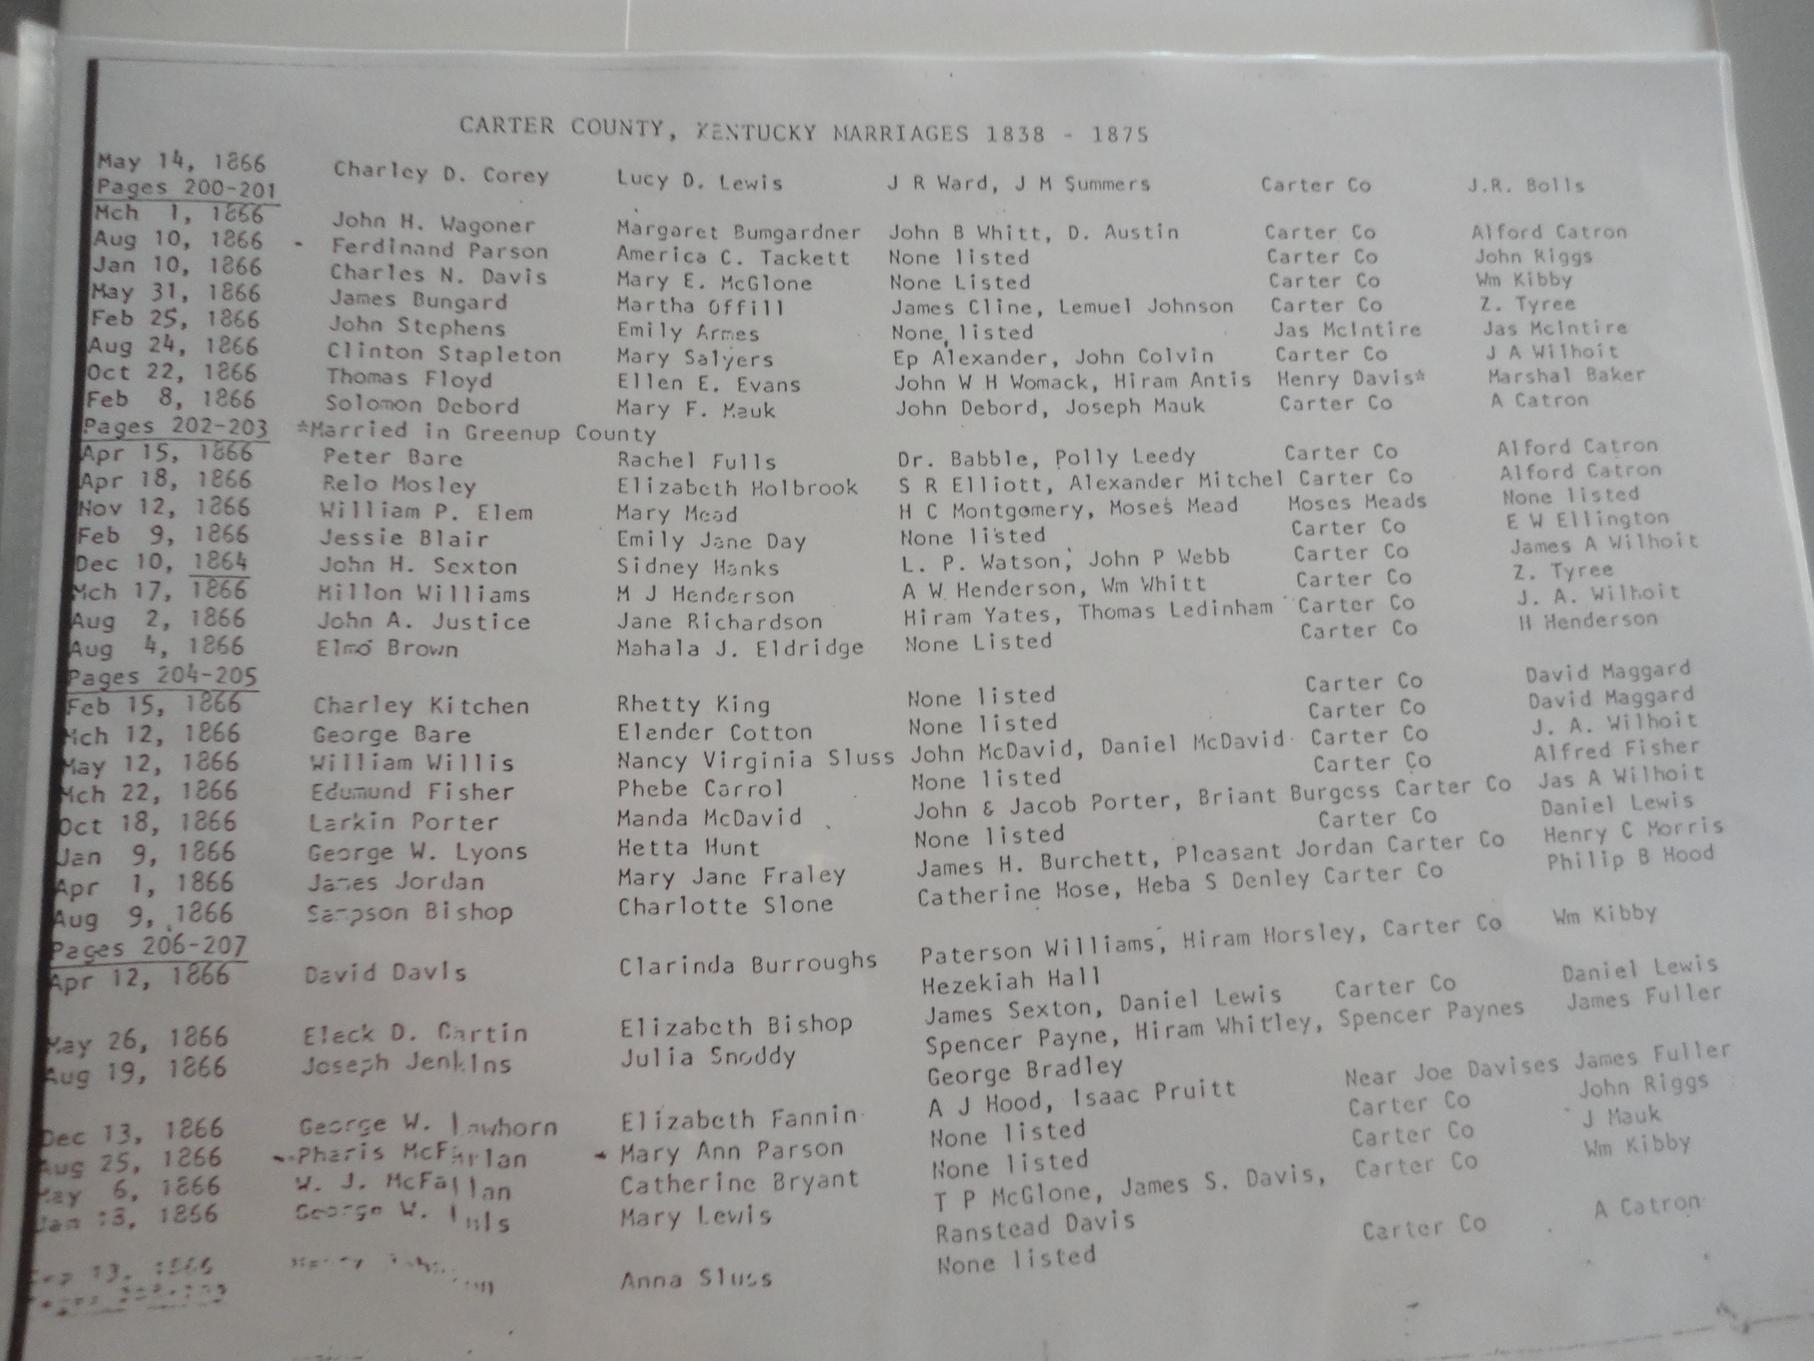 CARTER COUNTY, KENTUCKY MARRIAGES 1838 - 1875
May 14, 1866 Charley D. Corey Lucy D. Lewis J R Ward, J M Summers Carter Co J.R. Bolls
Pages 200-201
Mch 1, 1866 John H. Wagoner Margaret Bumgardner John B Whitt, D. Austin Carter Co Alford Catron
Aug 10, 1866 - Ferdinand Parson America C. Tackett None listed Carter Co John Riggs
Jan 10, 1866 Charles N. Davis Mary E. McGlone None Listed Carter Co Wm Kibby
May 31, 1866 James Bungard Martha Offill James Cline, Lemuel Johnson Carter Co Z. Tyree
Feb 25, 1866 John Stephens Emily Armes None listed Jas McIntire Jas McIntire
Aug 24, 1866 Clinton Stapleton Mary Salyers Ep Alexander, John Colvin Carter Co J A Wilhoit
Oct 22, 1866 Thomas Floyd Ellen E. Evans John W H Womack, Hiram Antis Henry Davis* Marshal Baker
Feb 8, 1866 Solomon Debord Mary F. Mauk John Debord, Joseph Mauk Carter Co A Catron
Pages 202-203 *Married in Greenup County
Apr 15, 1866 Peter Bare Rachel Fulls Dr. Babble, Polly Leedy Carter Co Alford Catron
Apr 18, 1866 Relo Mosley Elizabeth Holbrook S R Elliott, Alexander Mitchel Carter Co Alford Catron
Nov 12, 1866 William P. Elem Mary Mead H C Montgomery, Moses Mead Moses Meads None listed
Feb 9, 1866 Jessie Blair Emily Jane Day None listed Carter Co E W Ellington
Dec 10, 1864 John H. Sexton Sidney Hanks L. P. Watson, John P Webb Carter Co James A Wilhoit
Mch 17, 1866 Millon Williams M J Henderson A W Henderson, Wm Whitt Carter Co Z. Tyree
Aug 2, 1866 John A. Justice Jane Richardson Hiram Yates, Thomas Ledinham Carter Co J. A. Wilhoit
Aug 4, 1866 Elmo Brown Mahala J. Eldridge None Listed Carter Co H Henderson
Pages 204-205
Feb 15, 1866 Charley Kitchen Rhetty King None listed Carter Co David Maggard
Mch 12, 1866 George Bare Elender Cotton None listed Carter Co David Maggard
May 12, 1866 William Willis Nancy Virginia Sluss John McDavid, Daniel McDavid Carter Co J. A. Wilhoit
Mch 22, 1866 Edumund Fisher Phebe Carrol None listed Carter Co Alfred Fisher
Oct 18, 1866 Larkin Porter Manda McDavid John & Jacob Porter, Briant Burgess Carter Co Jas A Wilhoit
Jan 9, 1866 George W. Lyons Hetta Hunt None listed Carter Co Daniel Lewis
Apr 1, 1866 James Jordan Mary Jane Fraley James H. Burchett, Pleasant Jordan Carter Co Henry C Morris
Aug 9, 1866 Sampson Bishop Charlotte Slone Catherine Hose, Heba S Denley Carter Co Philip B Hood
Pages 206-207
Apr 12, 1866 David Davis Clarinda Burroughs Paterson Williams, Hiram Horsley, Carter Co Wm Kibby
Hezekiah Hall
May 26, 1866 Eleck D. Cartin Elizabeth Bishop James Sexton, Daniel Lewis Carter Co Daniel Lewis
Aug 19, 1866 Joseph Jenkins Julia Snoddy Spencer Payne, Hiram Whitley, Spencer Paynes James Fuller
George Bradley
Dec 13, 1866 George W. Lawhorn Elizabeth Fannin A J Hood, Isaac Pruitt Near Joe Davises James Fuller
Aug 25, 1866 Pharis McFarlan - Mary Ann Parson None listed Carter Co John Riggs
May 6, 1866 W. J. McFallan Catherine Bryant None listed Carter Co J Mauk
Jan 13, 1866 George W. Mary Lewis T P McGlone, James S. Davis, Carter Co Wm Kibby
Ranstead Davis
13, 1866 Anna Sluss None listed Carter Co A Catron